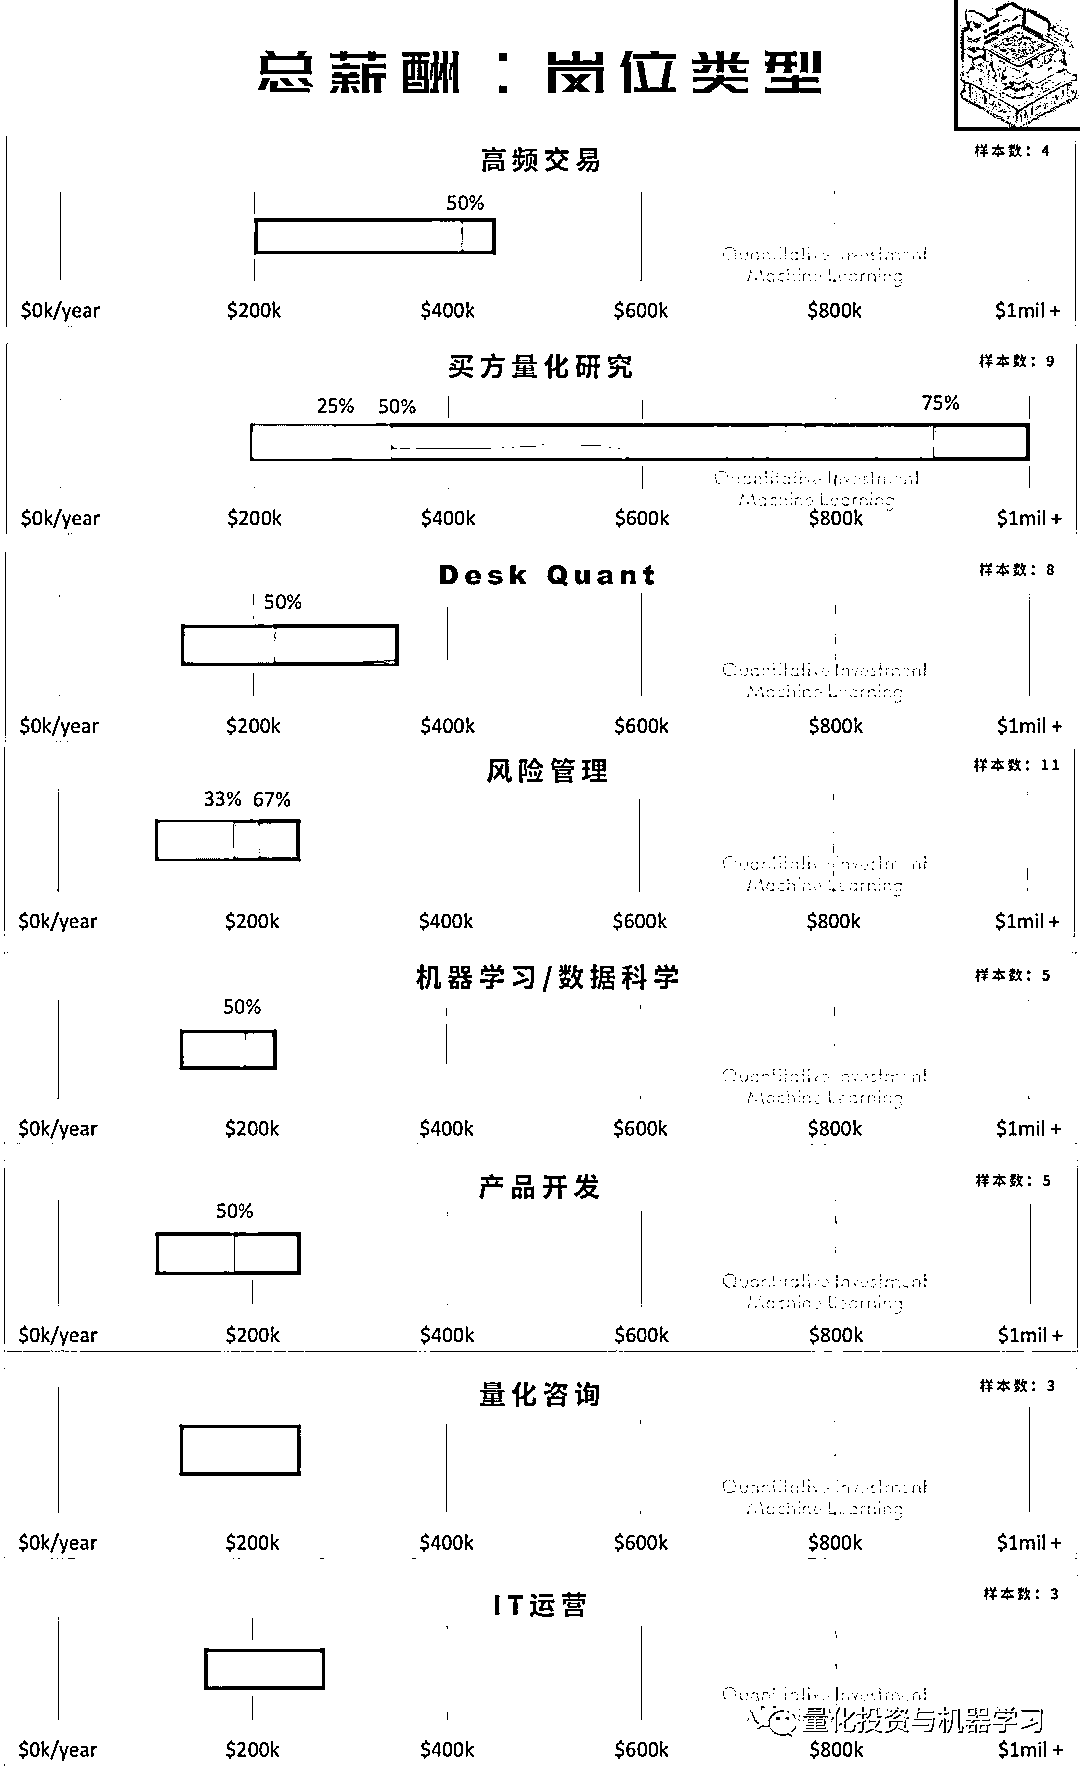 总薪酬：岗位类型
高频交易
样本数：4
50%
Quantitative Investment
Machine Learning
$0k/year $200k $400k $600k $800k $1mil +
买方量化研究
样本数：9
25% 50% 75%
Quantitative Investment
Machine Learning
$0k/year $200k $400k $600k $800k $1mil +
Desk Quant
样本数：8
50%
Quantitative Investment
Machine Learning
$0k/year $200k $400k $600k $800k $1mil +
风险管理
样本数：11
33% 67%
Quantitative Investment
Machine Learning
$0k/year $200k $400k $600k $800k $1mil +
机器学习/数据科学
样本数：5
50%
Quantitative Investment
Machine Learning
$0k/year $200k $400k $600k $800k $1mil +
产品开发
样本数：5
50%
Quantitative Investment
Machine Learning
$0k/year $200k $400k $600k $800k $1mil +
量化咨询
样本数：3
Quantitative Investment
Machine Learning
$0k/year $200k $400k $600k $800k $1mil +
IT运营
样本数：3
Quantitative Investment
量化投资与机器学习
$0k/year $200k $400k $600k $800k $1mil +